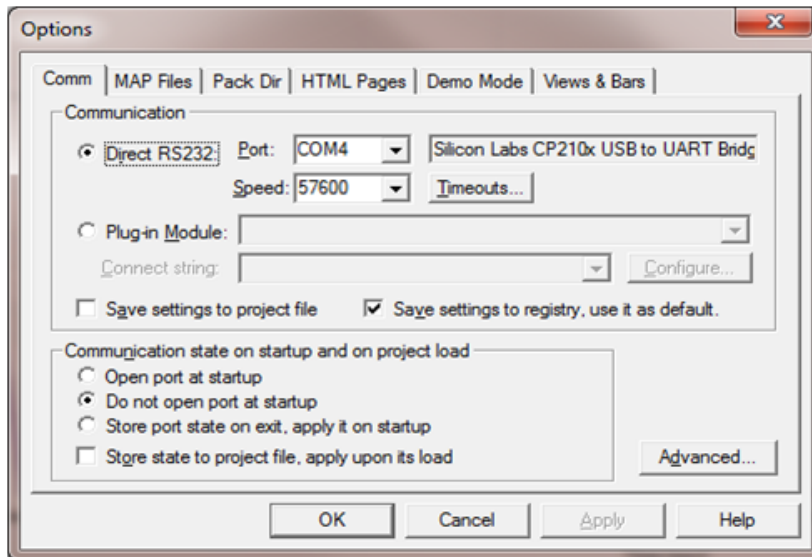 Options
Comm MAP Files Pack Dir HTML Pages Demo Mode Views & Bars
Communication
Direct RS232: Port: COM4 Silicon Labs CP210x USB to UART Bridg
Speed: 57600 Timeouts...
Plug-in Module:
Connect string: Configure...
Save settings to project file Save settings to registry, use it as default.
Communication state on startup and on project load
Open port at startup
Do not open port at startup
Store port state on exit, apply it on startup
Store state to project file, apply upon its load Advanced...
OK Cancel Apply Help